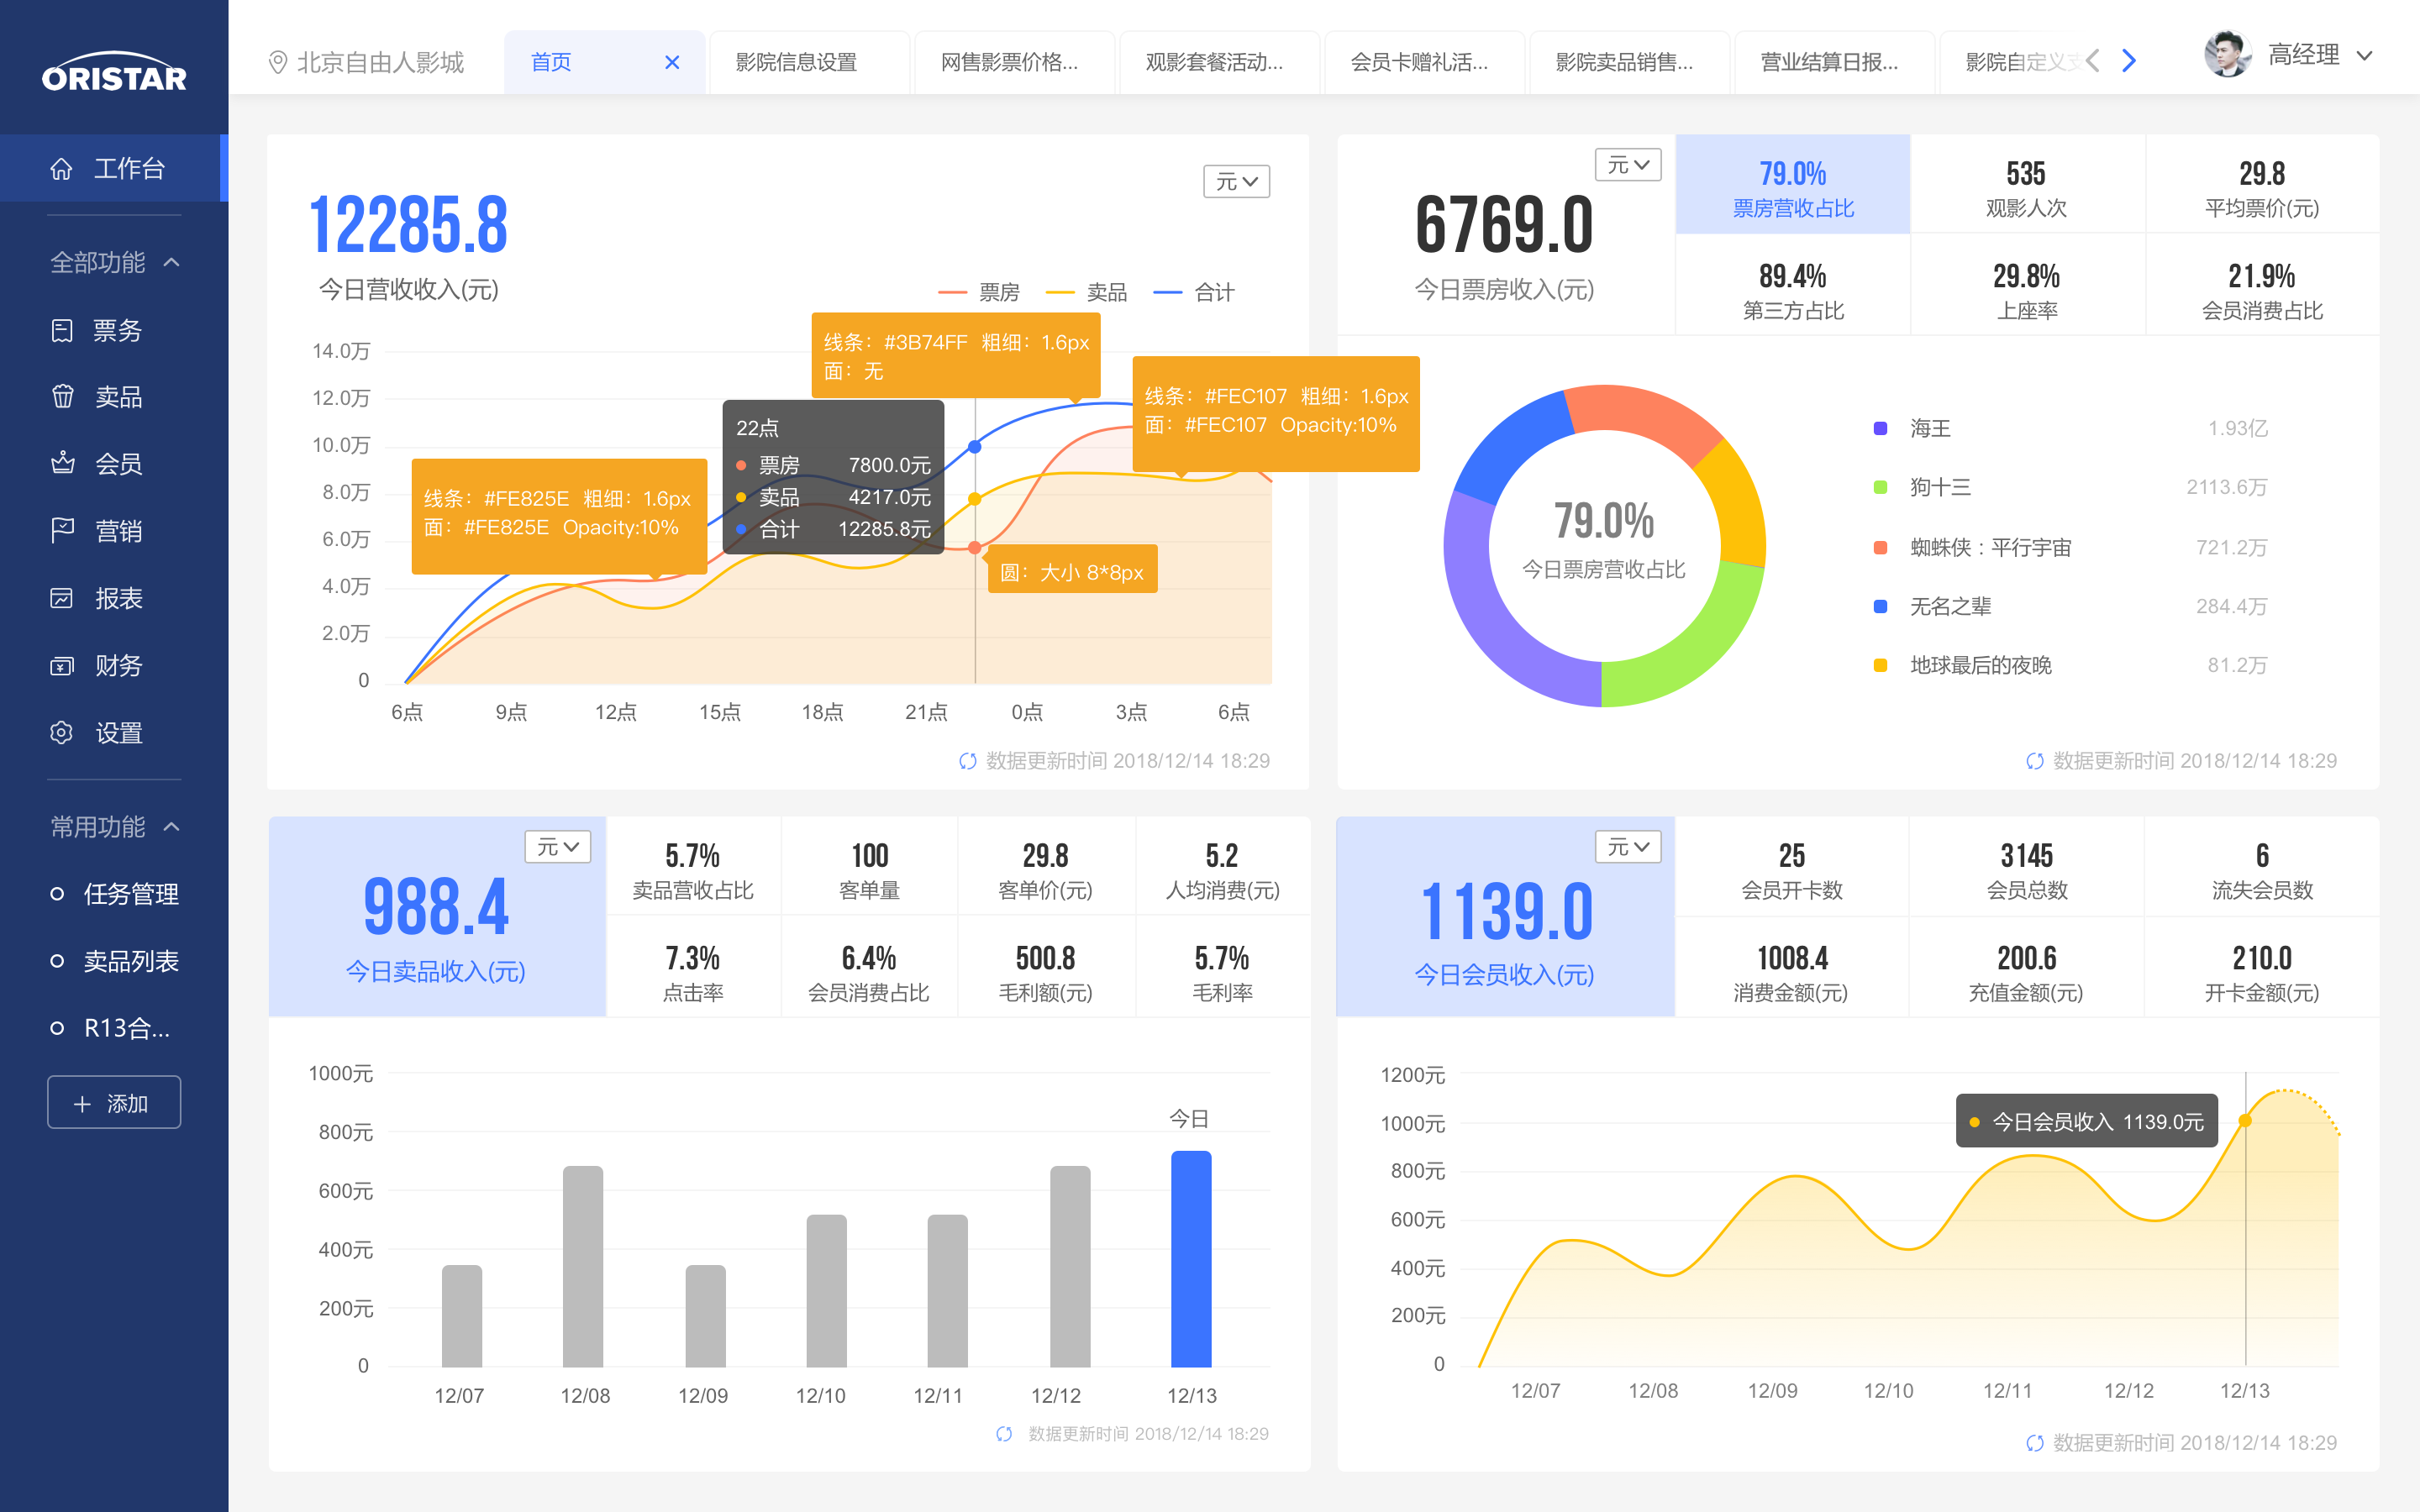 ORISTAR
北京自由人影城
首页
影院信息设置
网售影票价格...
观影套餐活动...
会员卡赠礼活...
影院卖品销售...
营业结算日报...
影院自定义
高经理
工作台
全部功能
票务
卖品
会员
营销
报表
财务
设置
常用功能
任务管理
卖品列表
R13合...
添加
元
12285.8
今日营收收入(元)
票房
卖品
合计
14.0万
12.0万
10.0万
8.0万
6.0万
4.0万
2.0万
0
线条：#3B74FF 粗细：1.6px
面：无
线条：#FEC107 粗细：1.6px
面：#FEC107 Opacity:10%
线条：#FE825E 粗细：1.6px
面：#FE825E Opacity:10%
22点
票房 7800.0元
卖品 4217.0元
合计 12285.8元
圆：大小 8*8px
6点 9点 12点 15点 18点 21点 0点 3点 6点
数据更新时间 2018/12/14 18:29
元
6769.0
今日票房收入(元)
79.0%
票房营收占比
535
观影人次
29.8
平均票价(元)
89.4%
第三方占比
29.8%
上座率
21.9%
会员消费占比
79.0%
今日票房营收占比
海王 1.93亿
狗十三 2113.6万
蜘蛛侠：平行宇宙 721.2万
无名之辈 284.4万
地球最后的夜晚 81.2万
数据更新时间 2018/12/14 18:29
元
988.4
今日卖品收入(元)
5.7%
卖品营收占比
100
客单量
29.8
客单价(元)
5.2
人均消费(元)
7.3%
点击率
6.4%
会员消费占比
500.8
毛利额(元)
5.7%
毛利率
1000元
800元
600元
400元
200元
0
今日
12/07 12/08 12/09 12/10 12/11 12/12 12/13
数据更新时间 2018/12/14 18:29
元
1139.0
今日会员收入(元)
25
会员开卡数
3145
会员总数
6
流失会员数
1008.4
消费金额(元)
200.6
充值金额(元)
210.0
开卡金额(元)
1200元
1000元
800元
600元
400元
200元
0
今日会员收入 1139.0元
12/07 12/08 12/09 12/10 12/11 12/12 12/13
数据更新时间 2018/12/14 18:29